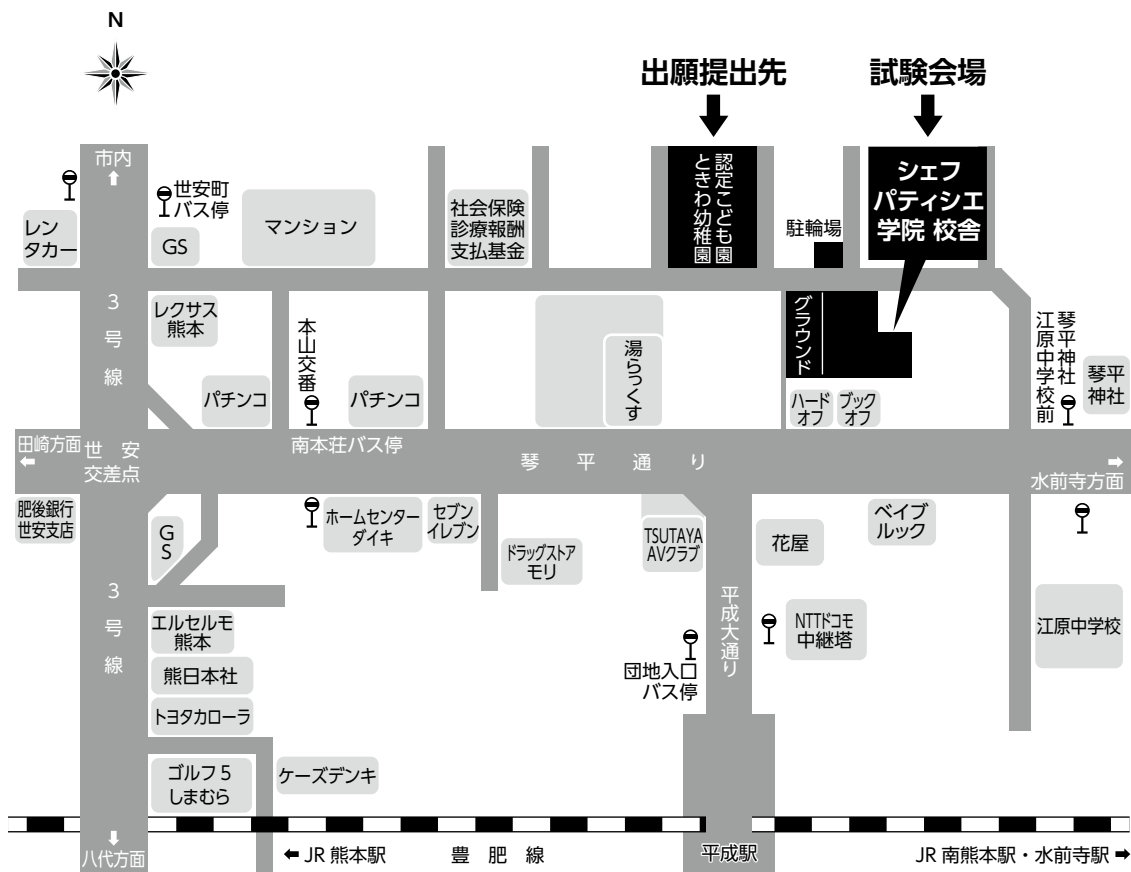 N
出願提出先
試験会場
市内
世安町
バス停
レン
タカー
GS
マンション
社会保険
診療報酬
支払基金
認定こども園
ときわ幼稚園
駐輪場
シェフ
パティシエ
学院 校舎
3号線
レクサス
熊本
本山交番
パチンコ
パチンコ
湯らっくす
グラウンド
ハード
オフ
ブック
オフ
琴平神社
江原中学校前
琴平
神社
田崎方面
←
世安
交差点
南本荘バス停
琴平通り
→
水前寺方面
肥後銀行
世安支店
GS
ホームセンター
ダイキ
セブン
イレブン
ドラッグストア
モリ
TSUTAYA
AVクラブ
花屋
ベイブ
ルック
3号線
エルセルモ
熊本
熊日本社
トヨタカローラ
平成大通り
団地入口
バス停
NTTドコモ
中継塔
江原中学校
ゴルフ5
しまむら
ケーズデンキ
八代方面
←JR 熊本駅
豊肥線
平成駅
JR 南熊本駅・水前寺駅→